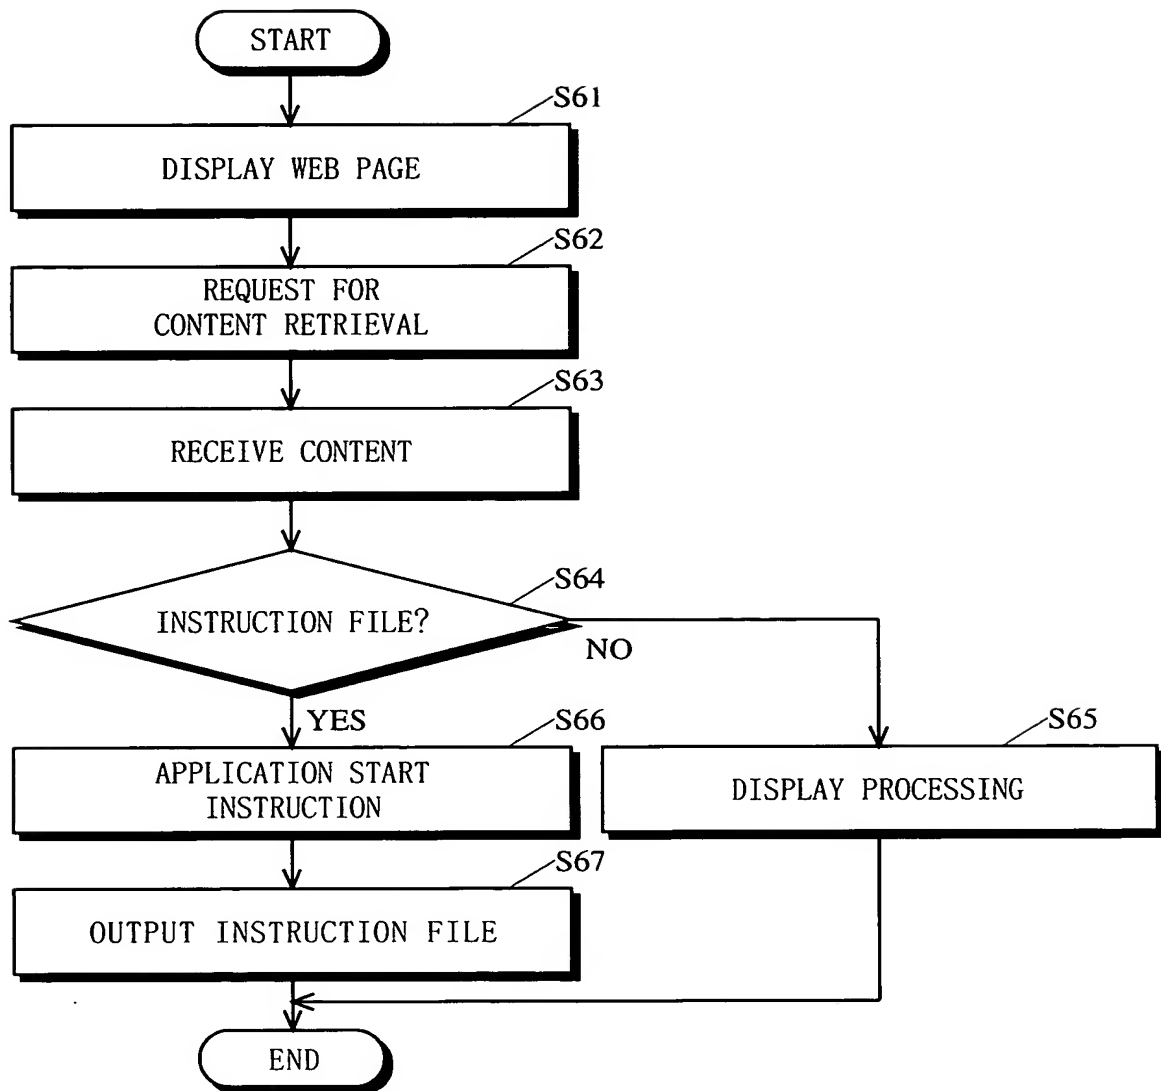 START
S61
DISPLAY WEB PAGE
S62
REQUEST FOR
CONTENT RETRIEVAL
S63
RECEIVE CONTENT
S64
INSTRUCTION FILE?
NO
YES
S66
APPLICATION START
INSTRUCTION
S65
DISPLAY PROCESSING
S67
OUTPUT INSTRUCTION FILE
END